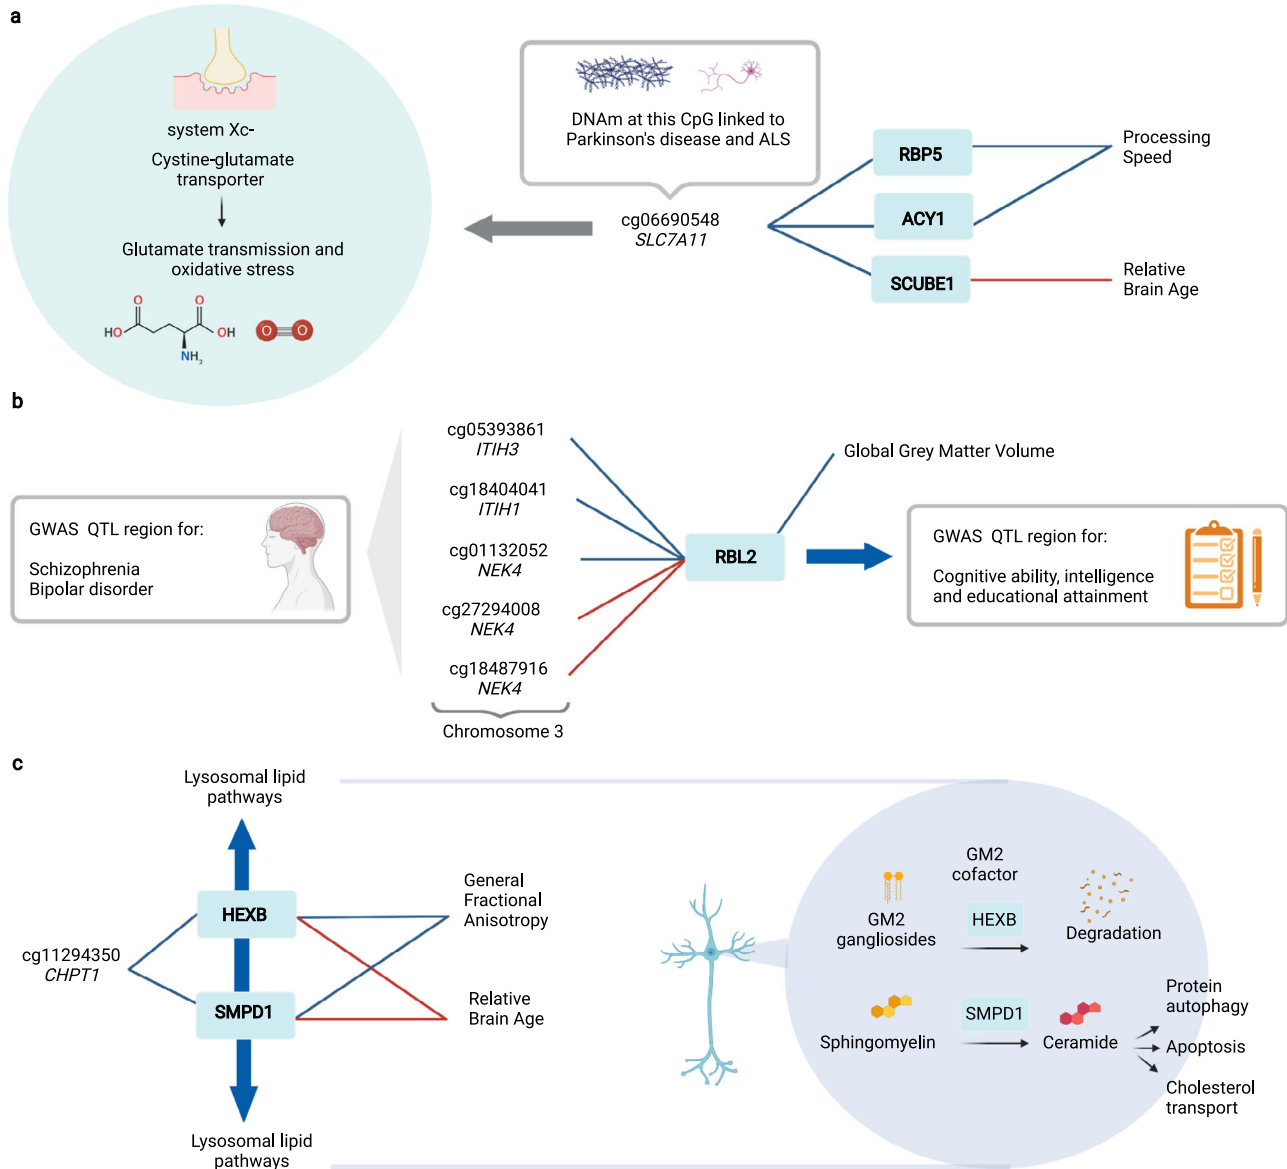 a
system Xc-
Cystine-glutamate
transporter
Glutamate transmission and
oxidative stress
O
O
HO
OH
NH2
O
O
DNAm at this CpG linked to
Parkinson's disease and ALS
cg06690548
SLC7A11
RBP5
ACY1
SCUBE1
Processing
Speed
Relative
Brain Age
b
GWAS QTL region for:
Schizophrenia
Bipolar disorder
cg05393861
ITIH3
cg18404041
ITIH1
cg01132052
NEK4
cg27294008
NEK4
cg18487916
NEK4
Chromosome 3
RBL2
Global Grey Matter Volume
GWAS QTL region for:
Cognitive ability, intelligence
and educational attainment
c
Lysosomal lipid
pathways
HEXB
SMPD1
cg11294350
CHPT1
General
Fractional
Anisotropy
Relative
Brain Age
Lysosomal lipid
pathways
GM2
cofactor
GM2
gangliosides
HEXB
Degradation
Sphingomyelin
SMPD1
Ceramide
Protein
autophagy
Apoptosis
Cholesterol
transport